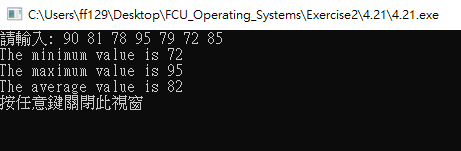 C:\Users\ff129\Desktop\FCU_Operating_Systems\Exercise2\4.21\4.21.exe
請輸入: 90 81 78 95 79 72 85
The minimum value is 72
The maximum value is 95
The average value is 82
按任意鍵關閉此視窗